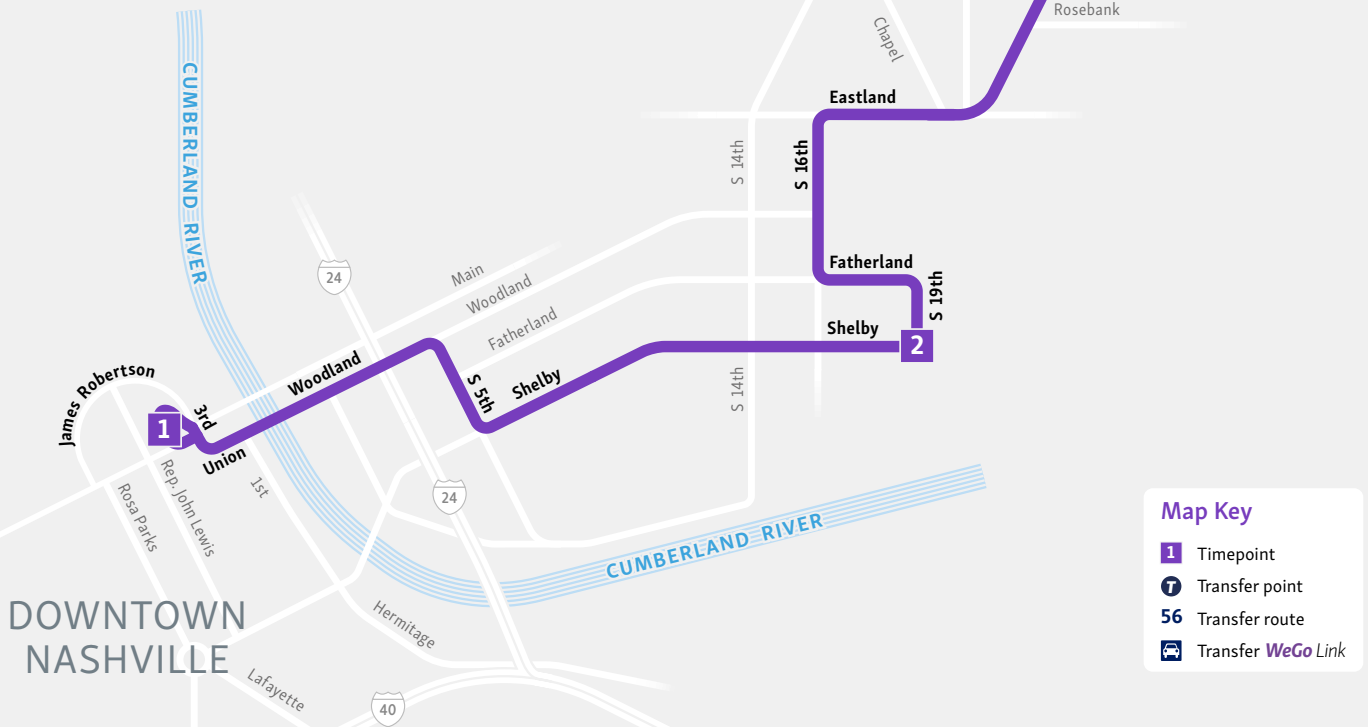 Rosebank
Chapel
Eastland
CUMBERLAND RIVER
S 14th
S 16th
Fatherland
S 19th
24
Main
Woodland
Fatherland
Shelby
2
Woodland
James Robertson
3rd
1
S 5th
Shelby
S 14th
Union
Rep. John Lewis
1st
Rosa Parks
24
CUMBERLAND RIVER
DOWNTOWN
NASHVILLE
Hermitage
Lafayette
40
Map Key
1 Timepoint
T Transfer point
56 Transfer route
Transfer WeGo Link